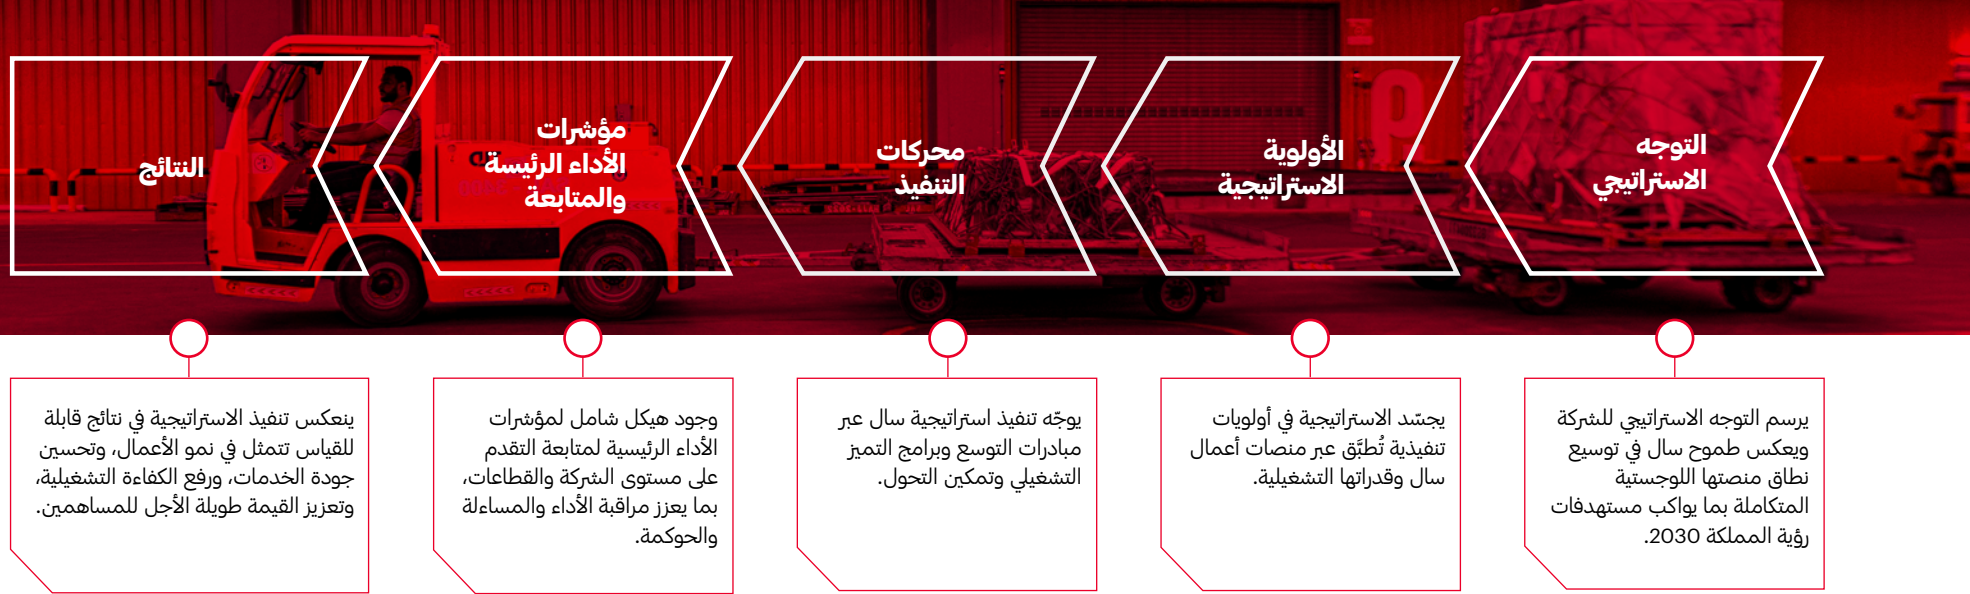 التوجه
الاستراتيجي
الأولوية
الاستراتيجية
محركات
التنفيذ
مؤشرات
الأداء الرئيسة
والمتابعة
النتائج
يرسم التوجه الاستراتيجي للشركة
ويعكس طموح سال في توسيع
نطاق منصتها اللوجستية
المتكاملة بما يواكب مستهدفات
رؤية المملكة 2030.
يجسّد الاستراتيجية في أولويات
تنفيذية تُطبَّق عبر منصات أعمال
سال وقدراتها التشغيلية.
يوجّه تنفيذ استراتيجية سال عبر
مبادرات التوسع وبرامج التميز
التشغيلي وتمكين التحول.
وجود هيكل شامل لمؤشرات
الأداء الرئيسية لمتابعة التقدم
على مستوى الشركة والقطاعات،
بما يعزز مراقبة الأداء والمساءلة
والحوكمة.
ينعكس تنفيذ الاستراتيجية في نتائج قابلة
للقياس تتمثل في نمو الأعمال، وتحسين
جودة الخدمات، ورفع الكفاءة التشغيلية،
وتعزيز القيمة طويلة الأجل للمساهمين.